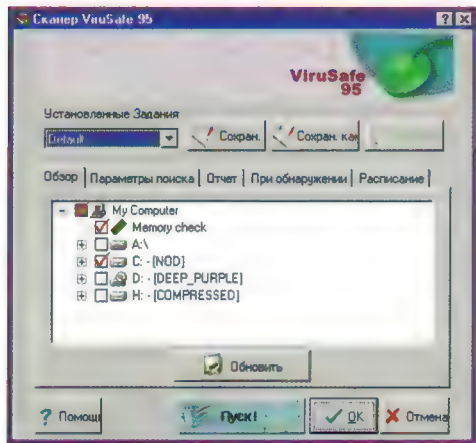 Сканер ViruSafe 95
ViruSafe
95
Установленные Задания
Default
Сохран.
Сохран. как
Обзор
Параметры поиска
Отчет
При обнаружении
Расписание
My Computer
Memory check
A:\
C: - [NOD]
D: - [DEEP_PURPLE]
H: - [COMPRESSED]
Обновить
? Помощь
Пуск!
OK
Отмена